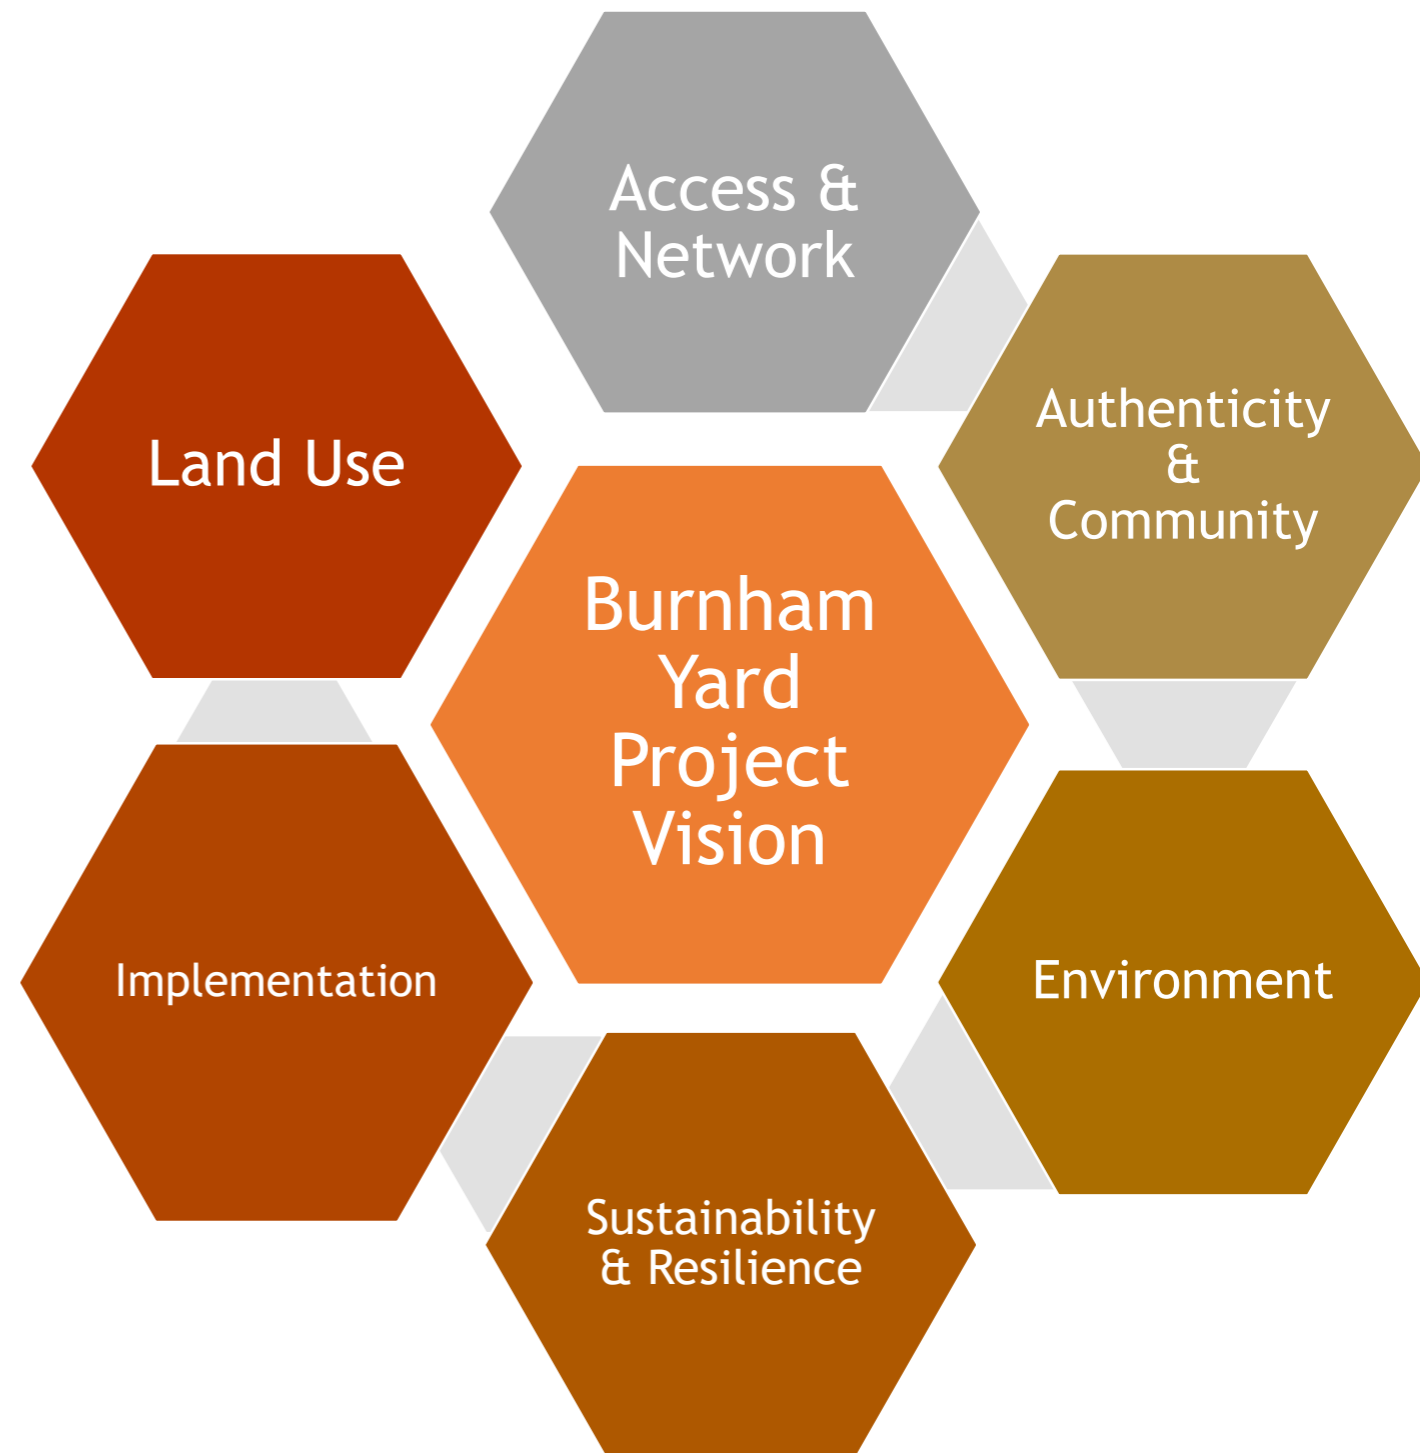 Access &
Network
Authenticity
&
Community
Land Use
Burnham
Yard
Project
Vision
Environment
Implementation
Sustainability
& Resilience